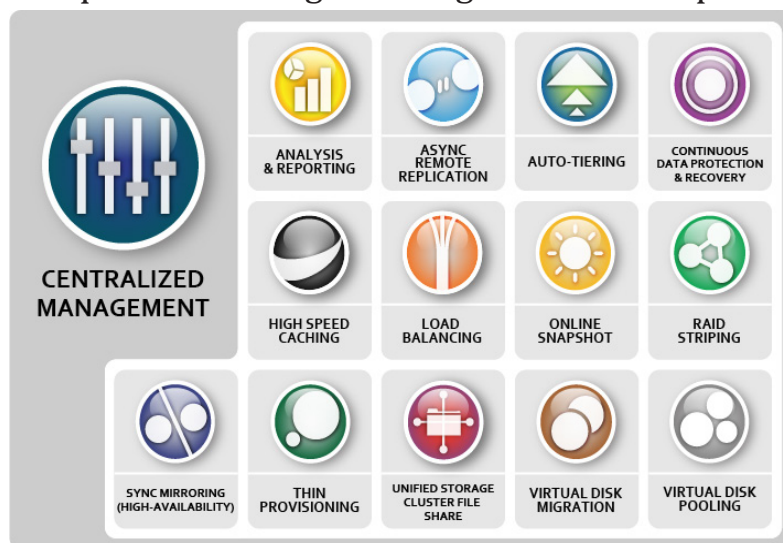 CENTRALIZED
MANAGEMENT
ANALYSIS
& REPORTING
ASYNC
REMOTE
REPLICATION
AUTO-TIERING
CONTINUOUS
DATA PROTECTION
& RECOVERY
HIGH SPEED
CACHING
LOAD
BALANCING
ONLINE
SNAPSHOT
RAID
STRIPING
SYNC MIRRORING
(HIGH-AVAILABILITY)
THIN
PROVISIONING
UNIFIED STORAGE
CLUSTER FILE
SHARE
VIRTUAL DISK
MIGRATION
VIRTUAL DISK
POOLING